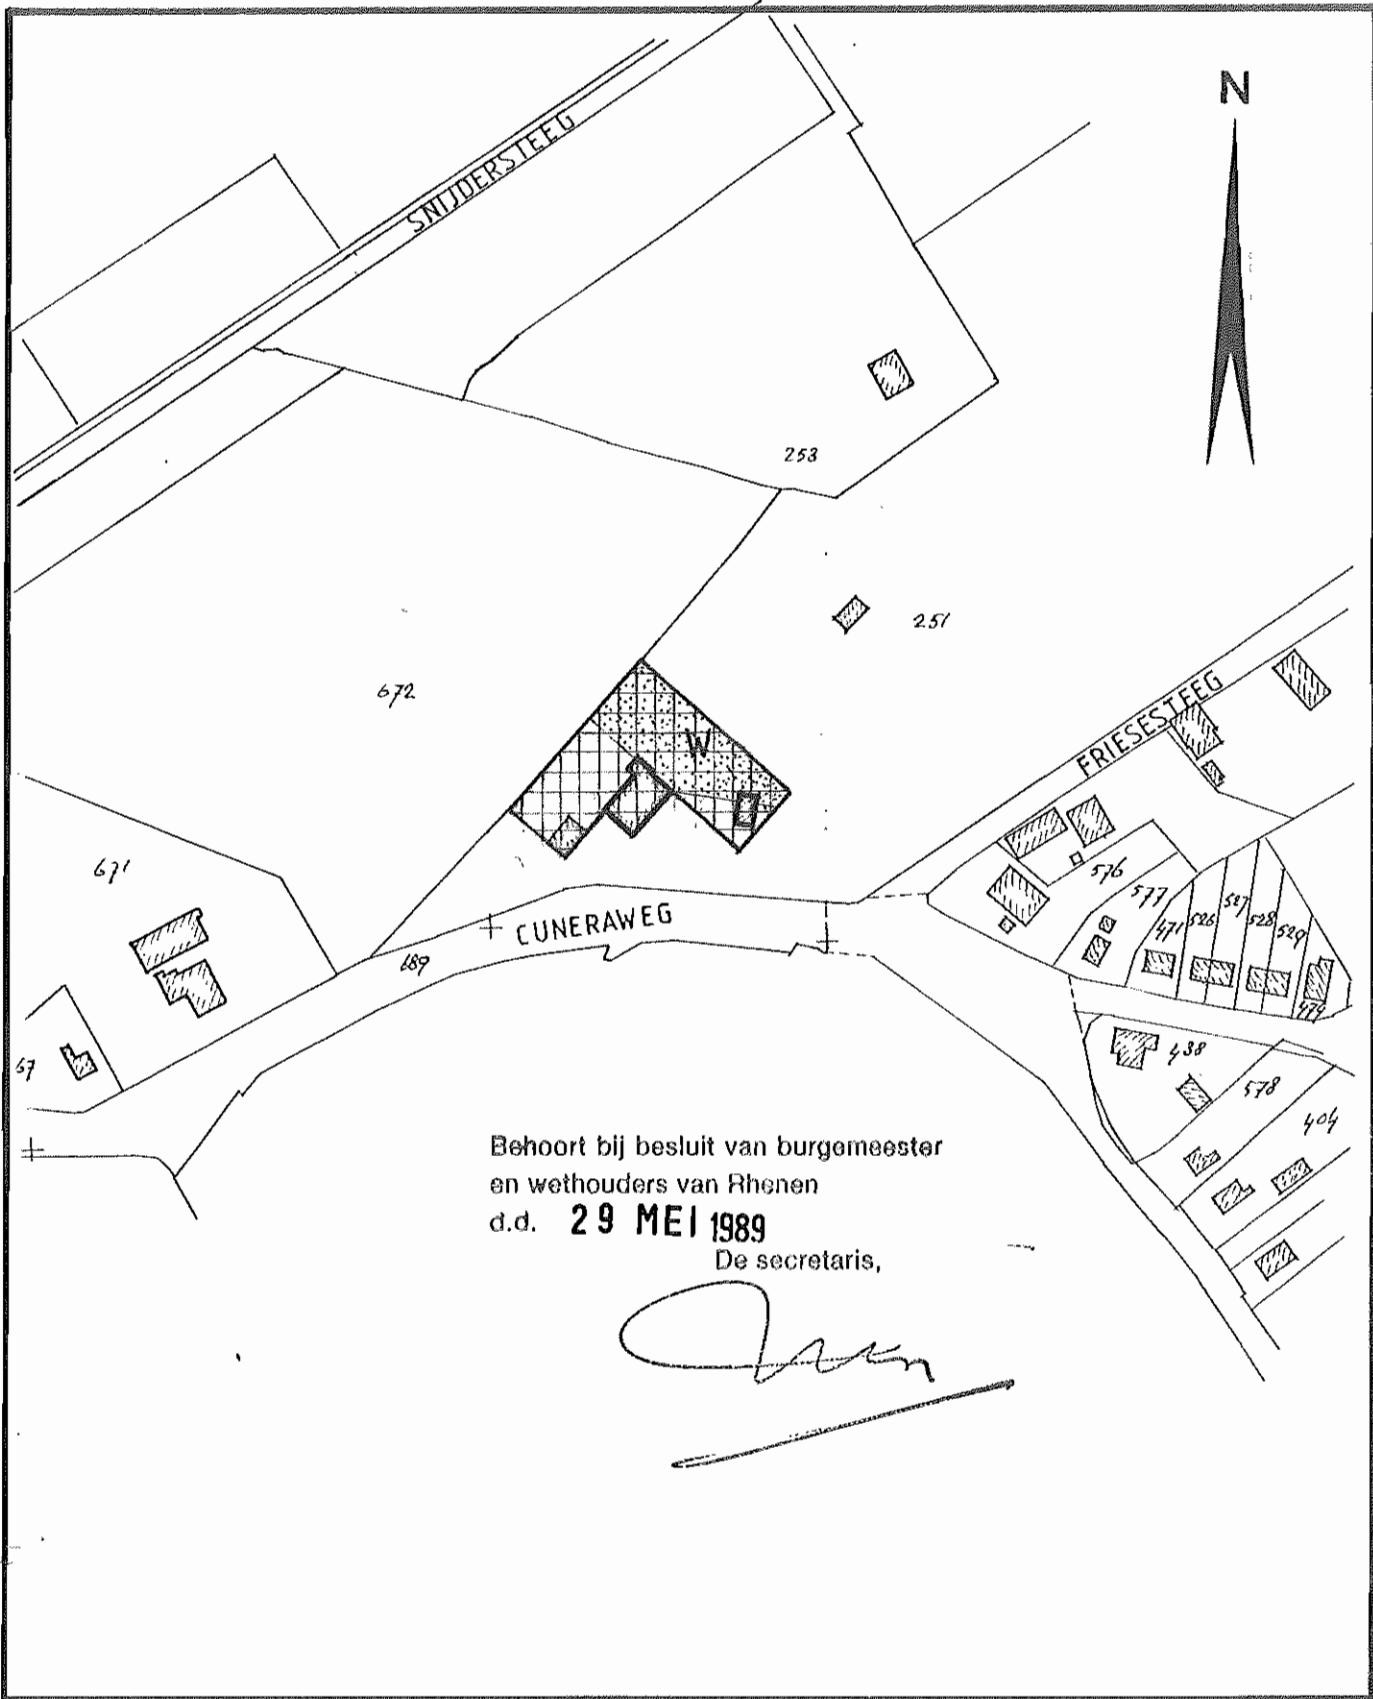 N
SNIJDERSTEEG
253
251
672
W
FRIESESTEEG
671
576
577
471
526
527
528
529
474
CUNERAWEG
689
67
438
578
404
Behoort bij besluit van burgemeester
en wethouders van Rhenen
d.d. 29 MEI 1989
De secretaris,